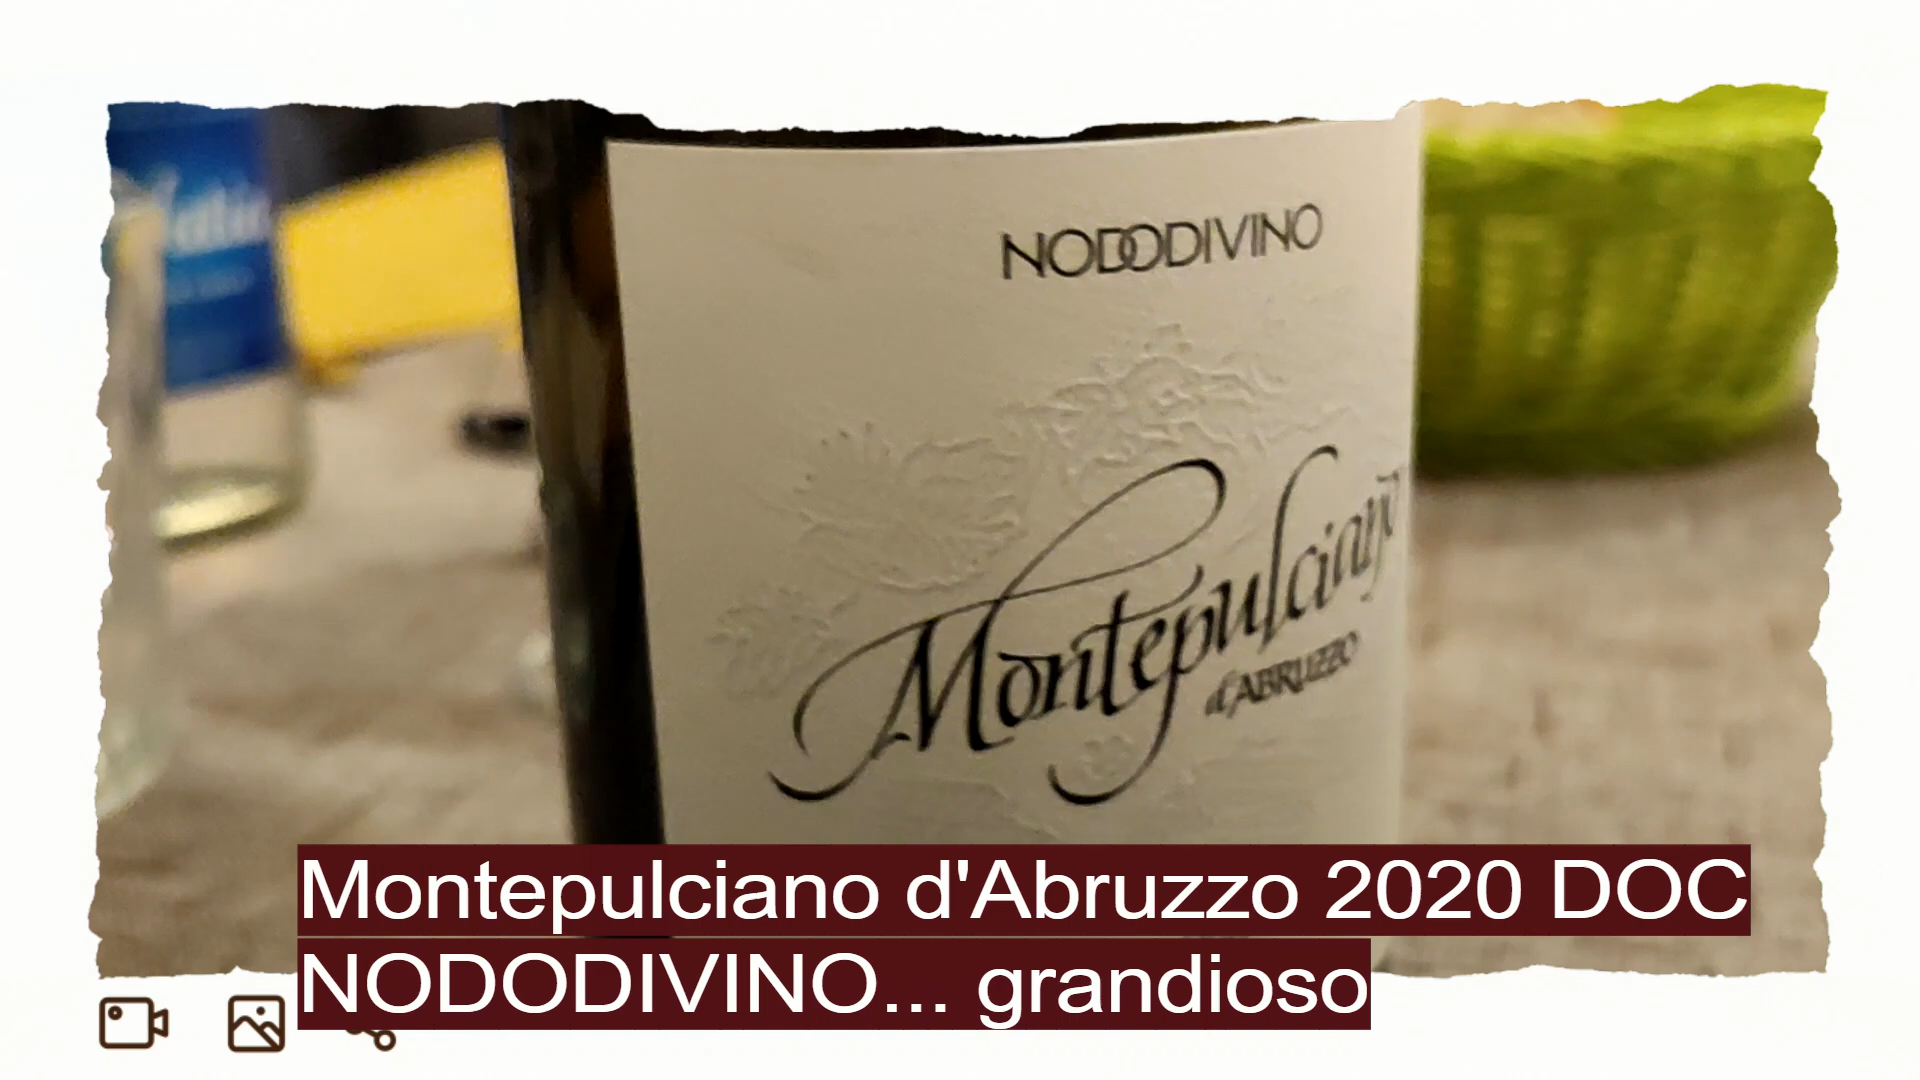 NODODIVINO
Montepulciano
d'ABRUZZO
Montepulciano d'Abruzzo 2020 DOC
NODODIVINO... grandioso